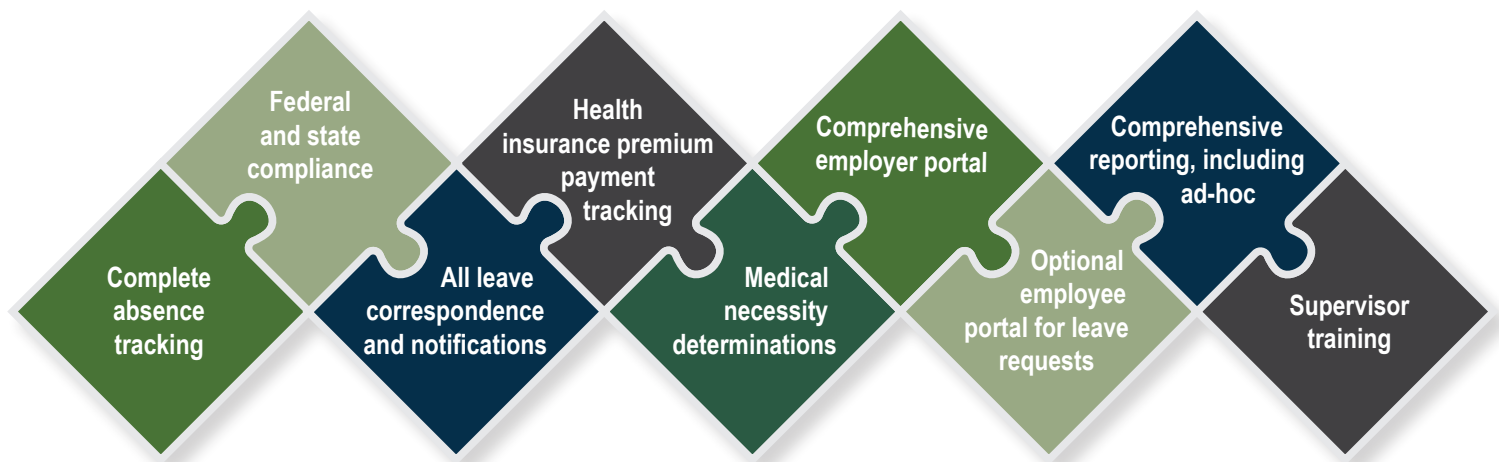 Complete
absence
tracking
Federal
and state
compliance
All leave
correspondence
and notifications
Health
insurance premium
payment
tracking
Medical
necessity
determinations
Comprehensive
employer portal
Optional
employee
portal for leave
requests
Comprehensive
reporting, including
ad-hoc
Supervisor
training